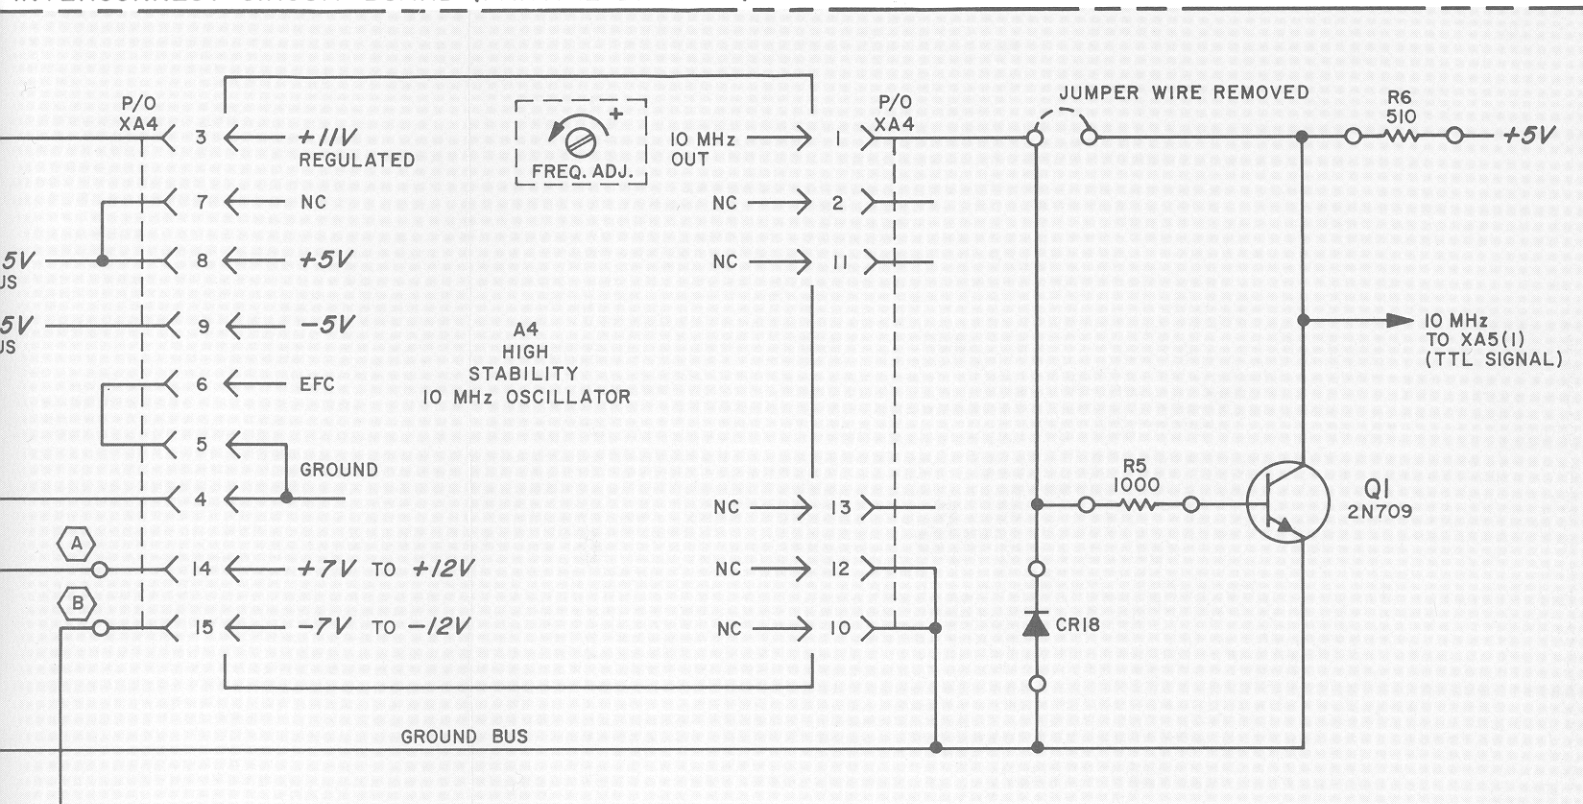 P/O
XA4
3
+11V
REGULATED
7
NC
5V
US
8
+5V
5V
US
9
-5V
6
EFC
5
GROUND
4
A
14
+7V TO +12V
B
15
-7V TO -12V
+
FREQ. ADJ.
A4
HIGH
STABILITY
10 MHz OSCILLATOR
10 MHz
OUT
1
P/O
XA4
NC
2
NC
11
NC
13
NC
12
NC
10
JUMPER WIRE REMOVED
R6
510
+5V
10 MHz
TO XA5(1)
(TTL SIGNAL)
R5
1000
Q1
2N709
CR18
GROUND BUS